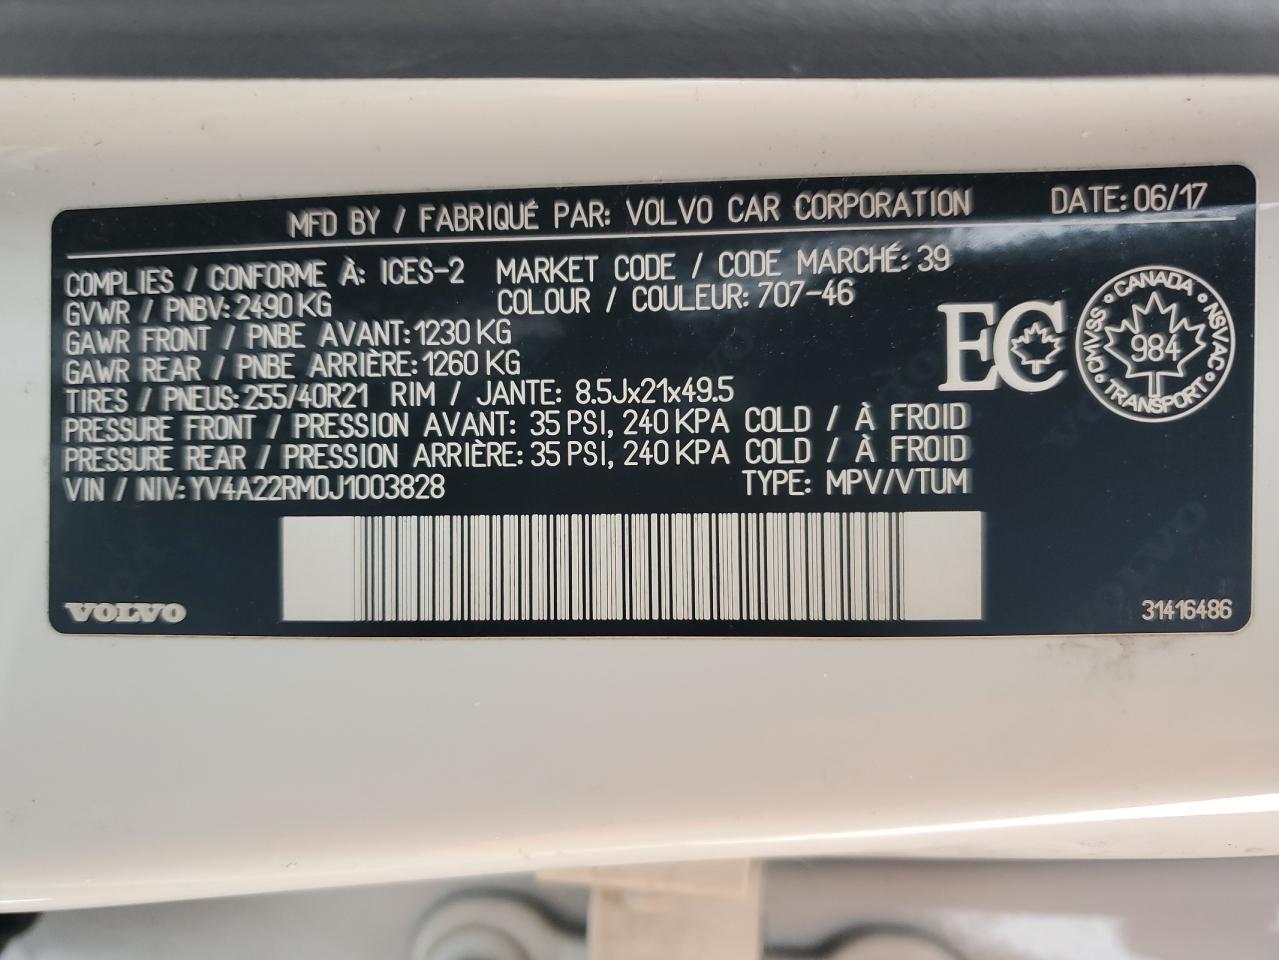 MFD BY / FABRIQUÉ PAR: VOLVO CAR CORPORATION DATE: 06/17
COMPLIES / CONFORME À: ICES-2 MARKET CODE / CODE MARCHÉ: 39
GVWR / PNBV: 2490 KG COLOUR / COULEUR: 707-46
GAWR FRONT / PNBE AVANT: 1230 KG
GAWR REAR / PNBE ARRIÈRE: 1260 KG
TIRES / PNEUS: 255/40R21 RIM / JANTE: 8.5Jx21x49.5
PRESSURE FRONT / PRESSION AVANT: 35 PSI, 240 KPA COLD / À FROID
PRESSURE REAR / PRESSION ARRIÈRE: 35 PSI, 240 KPA COLD / À FROID
VIN / NIV: YV4A22RM0J1003828 TYPE: MPV/VTUM
EC
CANADA
CMVSS 984 NSVAC
TRANSPORT
VOLVO
31416486